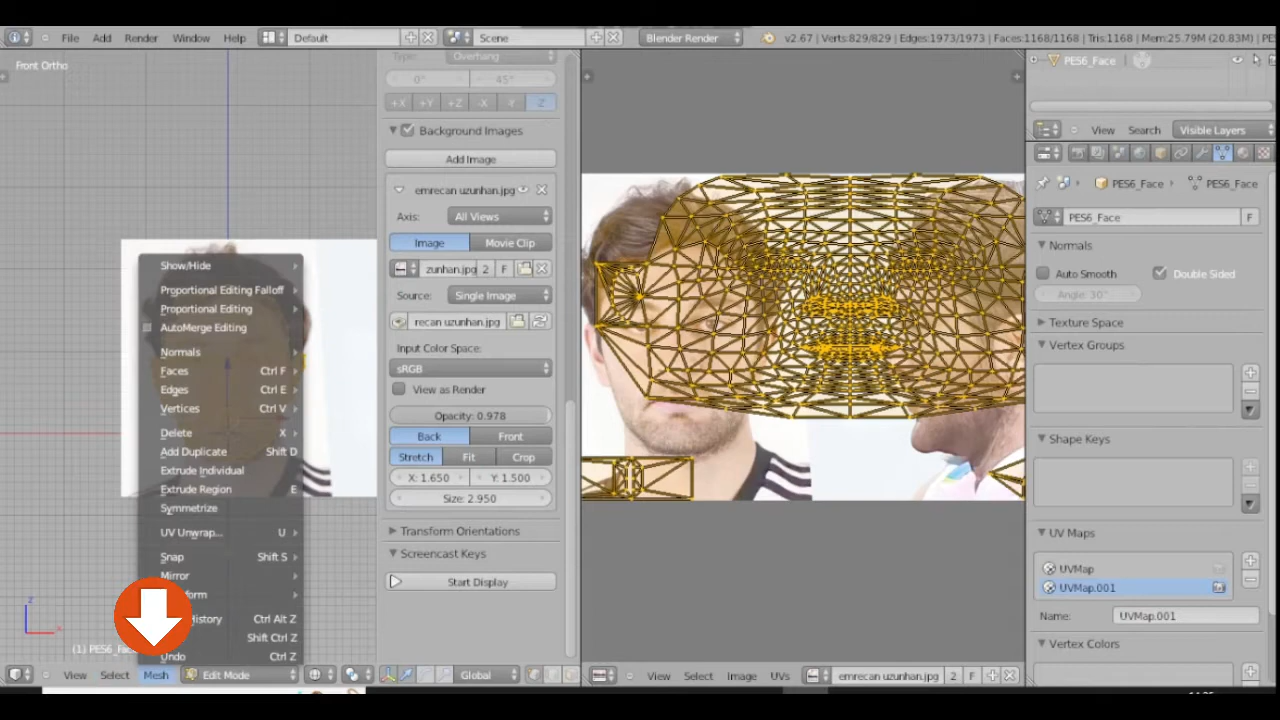 File Add Render Window Help Default Scene Blender Render v2.67 | Verts:829/829 | Edges:1973/1973 | Faces:1168/1168 | Tris:1168 | Mem:25.79M (20.83M) | PES
Front Ortho
Show/Hide
Proportional Editing Falloff
Proportional Editing
AutoMerge Editing
Normals
Faces Ctrl F
Edges Ctrl E
Vertices Ctrl V
Delete X
Add Duplicate Shift D
Extrude Individual
Extrude Region E
Symmetrize
UV Unwrap... U
Snap Shift S
Mirror
form
History Ctrl Alt Z
Shift Ctrl Z
Undo Ctrl Z
z
x
(1) PES_Fa
View Select Mesh Edit Mode Global
Type: Overhang
0° 45°
+X +Y +Z -X -Y -Z
Background Images
Add Image
emrecan uzunhan.jpg
Axis: All Views
Image Movie Clip
zunhan.jpg 2 F
Source: Single Image
recan uzunhan.jpg
Input Color Space:
sRGB
View as Render
Opacity: 0.978
Back Front
Stretch Fit Crop
X: 1.650 Y: 1.500
Size: 2.950
Transform Orientations
Screencast Keys
Start Display
View Select Image UVs emrecan uzunhan.jpg 2 F
PES6_Face
View Search Visible Layers
PES6_Face PES6_Face
PES6_Face F
Normals
Auto Smooth Double Sided
Angle: 30°
Texture Space
Vertex Groups
Shape Keys
UV Maps
UVMap
UVMap.001
Name: UVMap.001
Vertex Colors